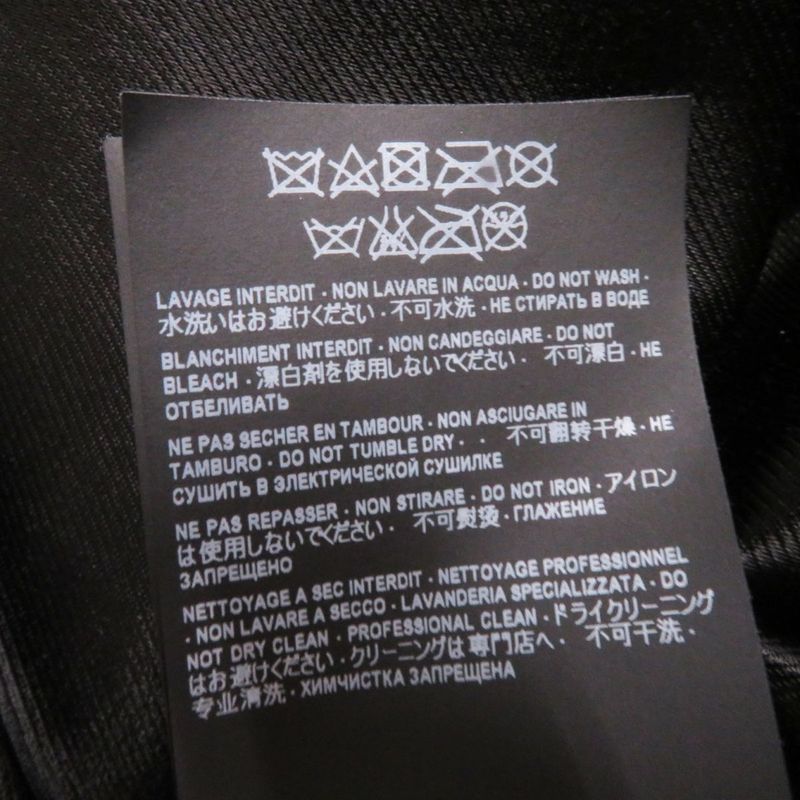 LAVAGE INTERDIT · NON LAVARE IN ACQUA · DO NOT WASH ·
水洗いはお避けください · 不可水洗 · НЕ СТИРАТЬ В ВОДЕ
BLANCHIMENT INTERDIT · NON CANDEGGIARE · DO NOT
BLEACH · 漂白剤を使用しないでください · 不可漂白 · НЕ
ОТБЕЛИВАТЬ
NE PAS SECHER EN TAMBOUR · NON ASCIUGARE IN
TAMBURO · DO NOT TUMBLE DRY · · 不可翻转干燥 · НЕ
СУШИТЬ В ЭЛЕКТРИЧЕСКОЙ СУШИЛКЕ
NE PAS REPASSER · NON STIRARE · DO NOT IRON · アイロン
は使用しないでください · 不可熨烫 · ГЛАЖЕНИЕ
ЗАПРЕЩЕНО
NETTOYAGE A SEC INTERDIT · NETTOYAGE PROFESSIONNEL
· NON LAVARE A SECCO · LAVANDERIA SPECIALIZZATA · DO
NOT DRY CLEAN · PROFESSIONAL CLEAN · ドライクリーニング
はお避けください · クリーニングは専門店へ · 不可干洗 ·
专业清洗 · ХИМЧИСТКА ЗАПРЕЩЕНА